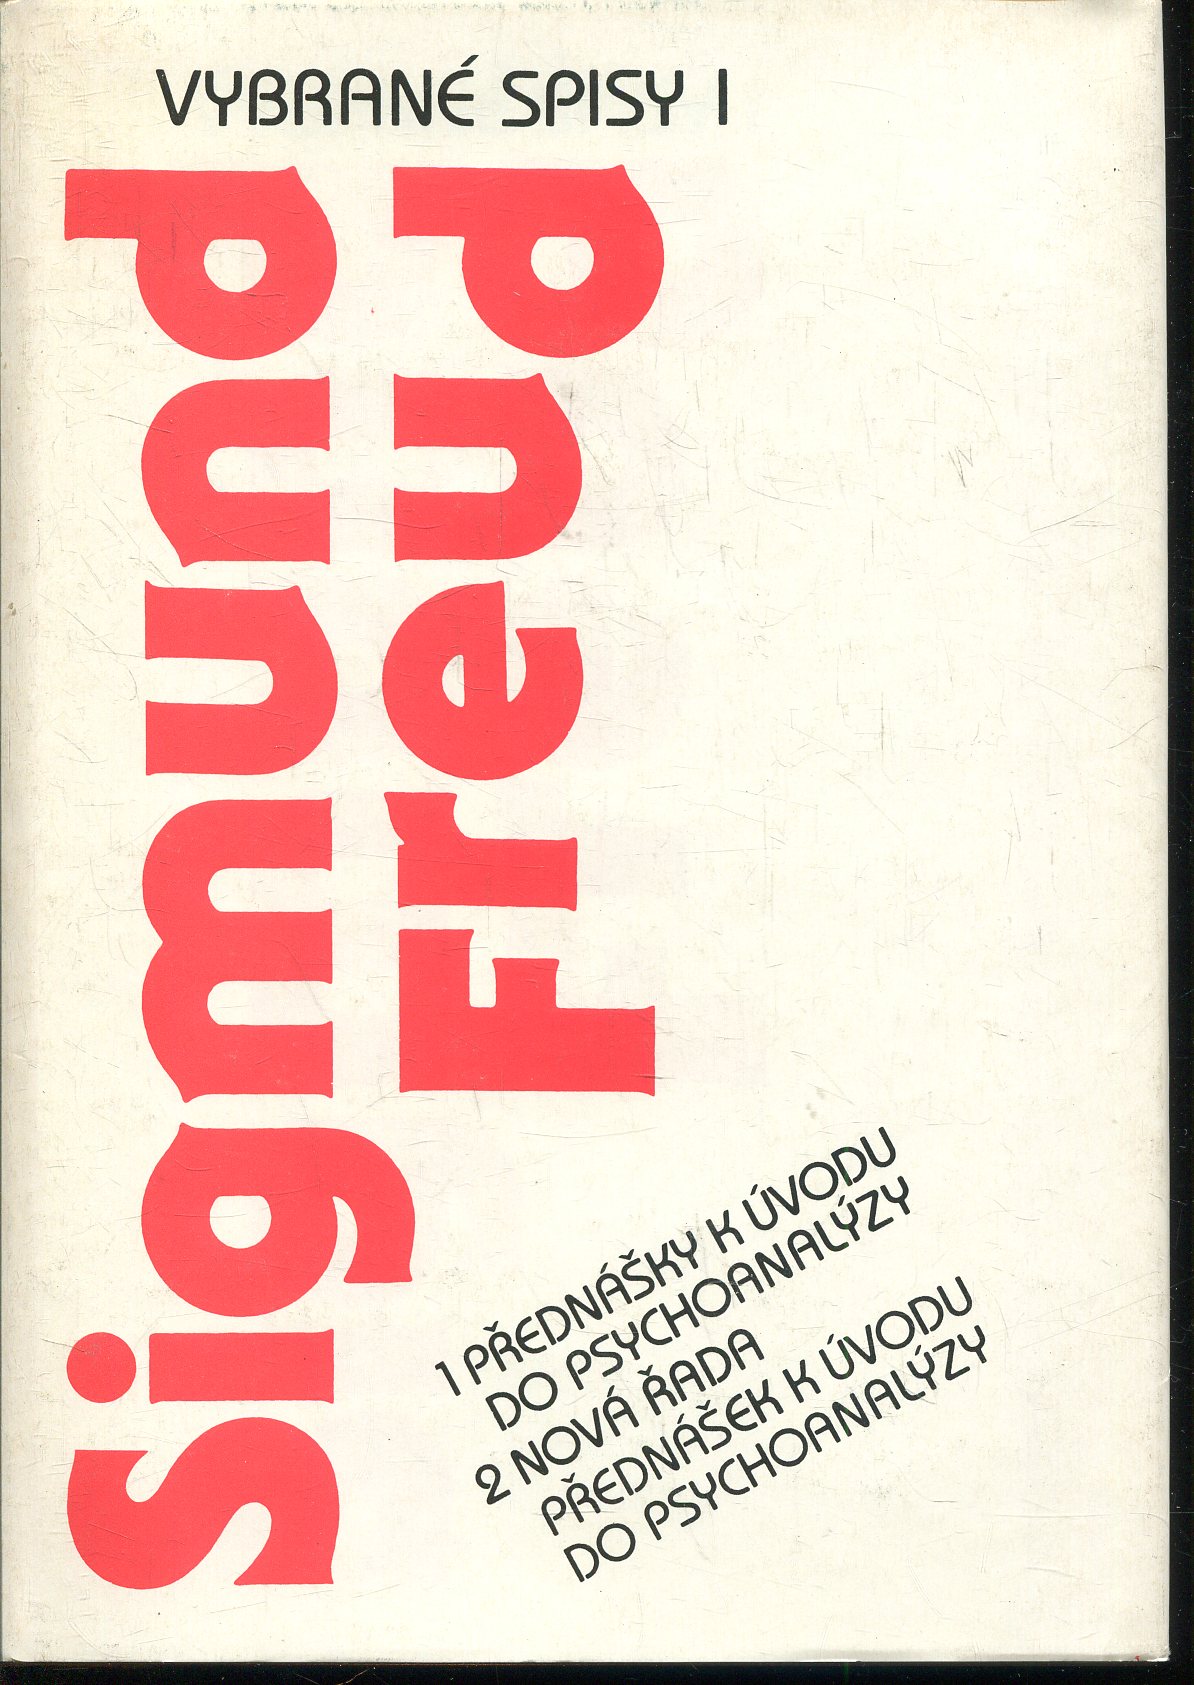 VYBRANÉ SPISY I
Sigmund
Freud
1 PŘEDNÁŠKY K ÚVODU
DO PSYCHOANALÝZY
2 NOVÁ ŘADA
PŘEDNÁŠEK K ÚVODU
DO PSYCHOANALÝZY